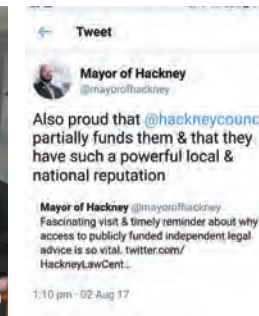 Tweet
Mayor of Hackney
@mayorofhackney
Also proud that @hackneycounc
partially funds them & that they
have such a powerful local &
national reputation
Mayor of Hackney @mayorofhackney
Fascinating visit & timely reminder about why
access to publicly funded independent legal
advice is so vital. twitter.com/
HackneyLawCent...
1:10 pm · 02 Aug 17